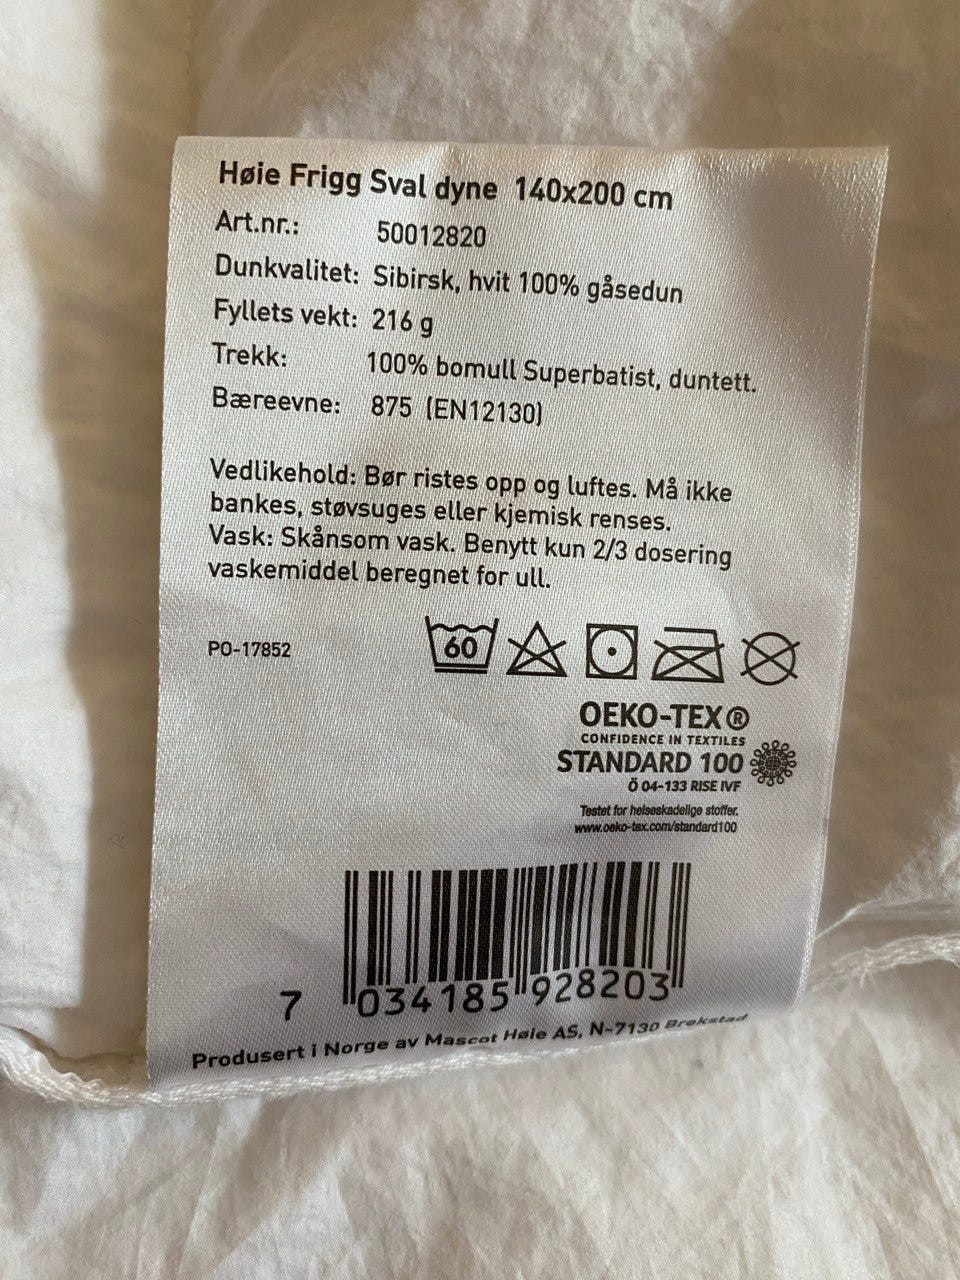 Høie Frigg Sval dyne 140x200 cm
Art.nr.: 50012820
Dunkvalitet: Sibirsk, hvit 100% gåsedun
Fyllets vekt: 216 g
Trekk: 100% bomull Superbatist, duntett.
Bæreevne: 875 (EN12130)
Vedlikehold: Bør ristes opp og luftes. Må ikke
bankes, støvsuges eller kjemisk renses.
Vask: Skånsom vask. Benytt kun 2/3 dosering
vaskemiddel beregnet for ull.
PO-17852
60
OEKO-TEX®
CONFIDENCE IN TEXTILES
STANDARD 100
Ö 04-133 RISE IVF
Testet for helseskadelige stoffer.
www.oeko-tex.com/standard100
7 034185 928203
Produsert i Norge av Mascot Høie AS, N-7130 Brekstad